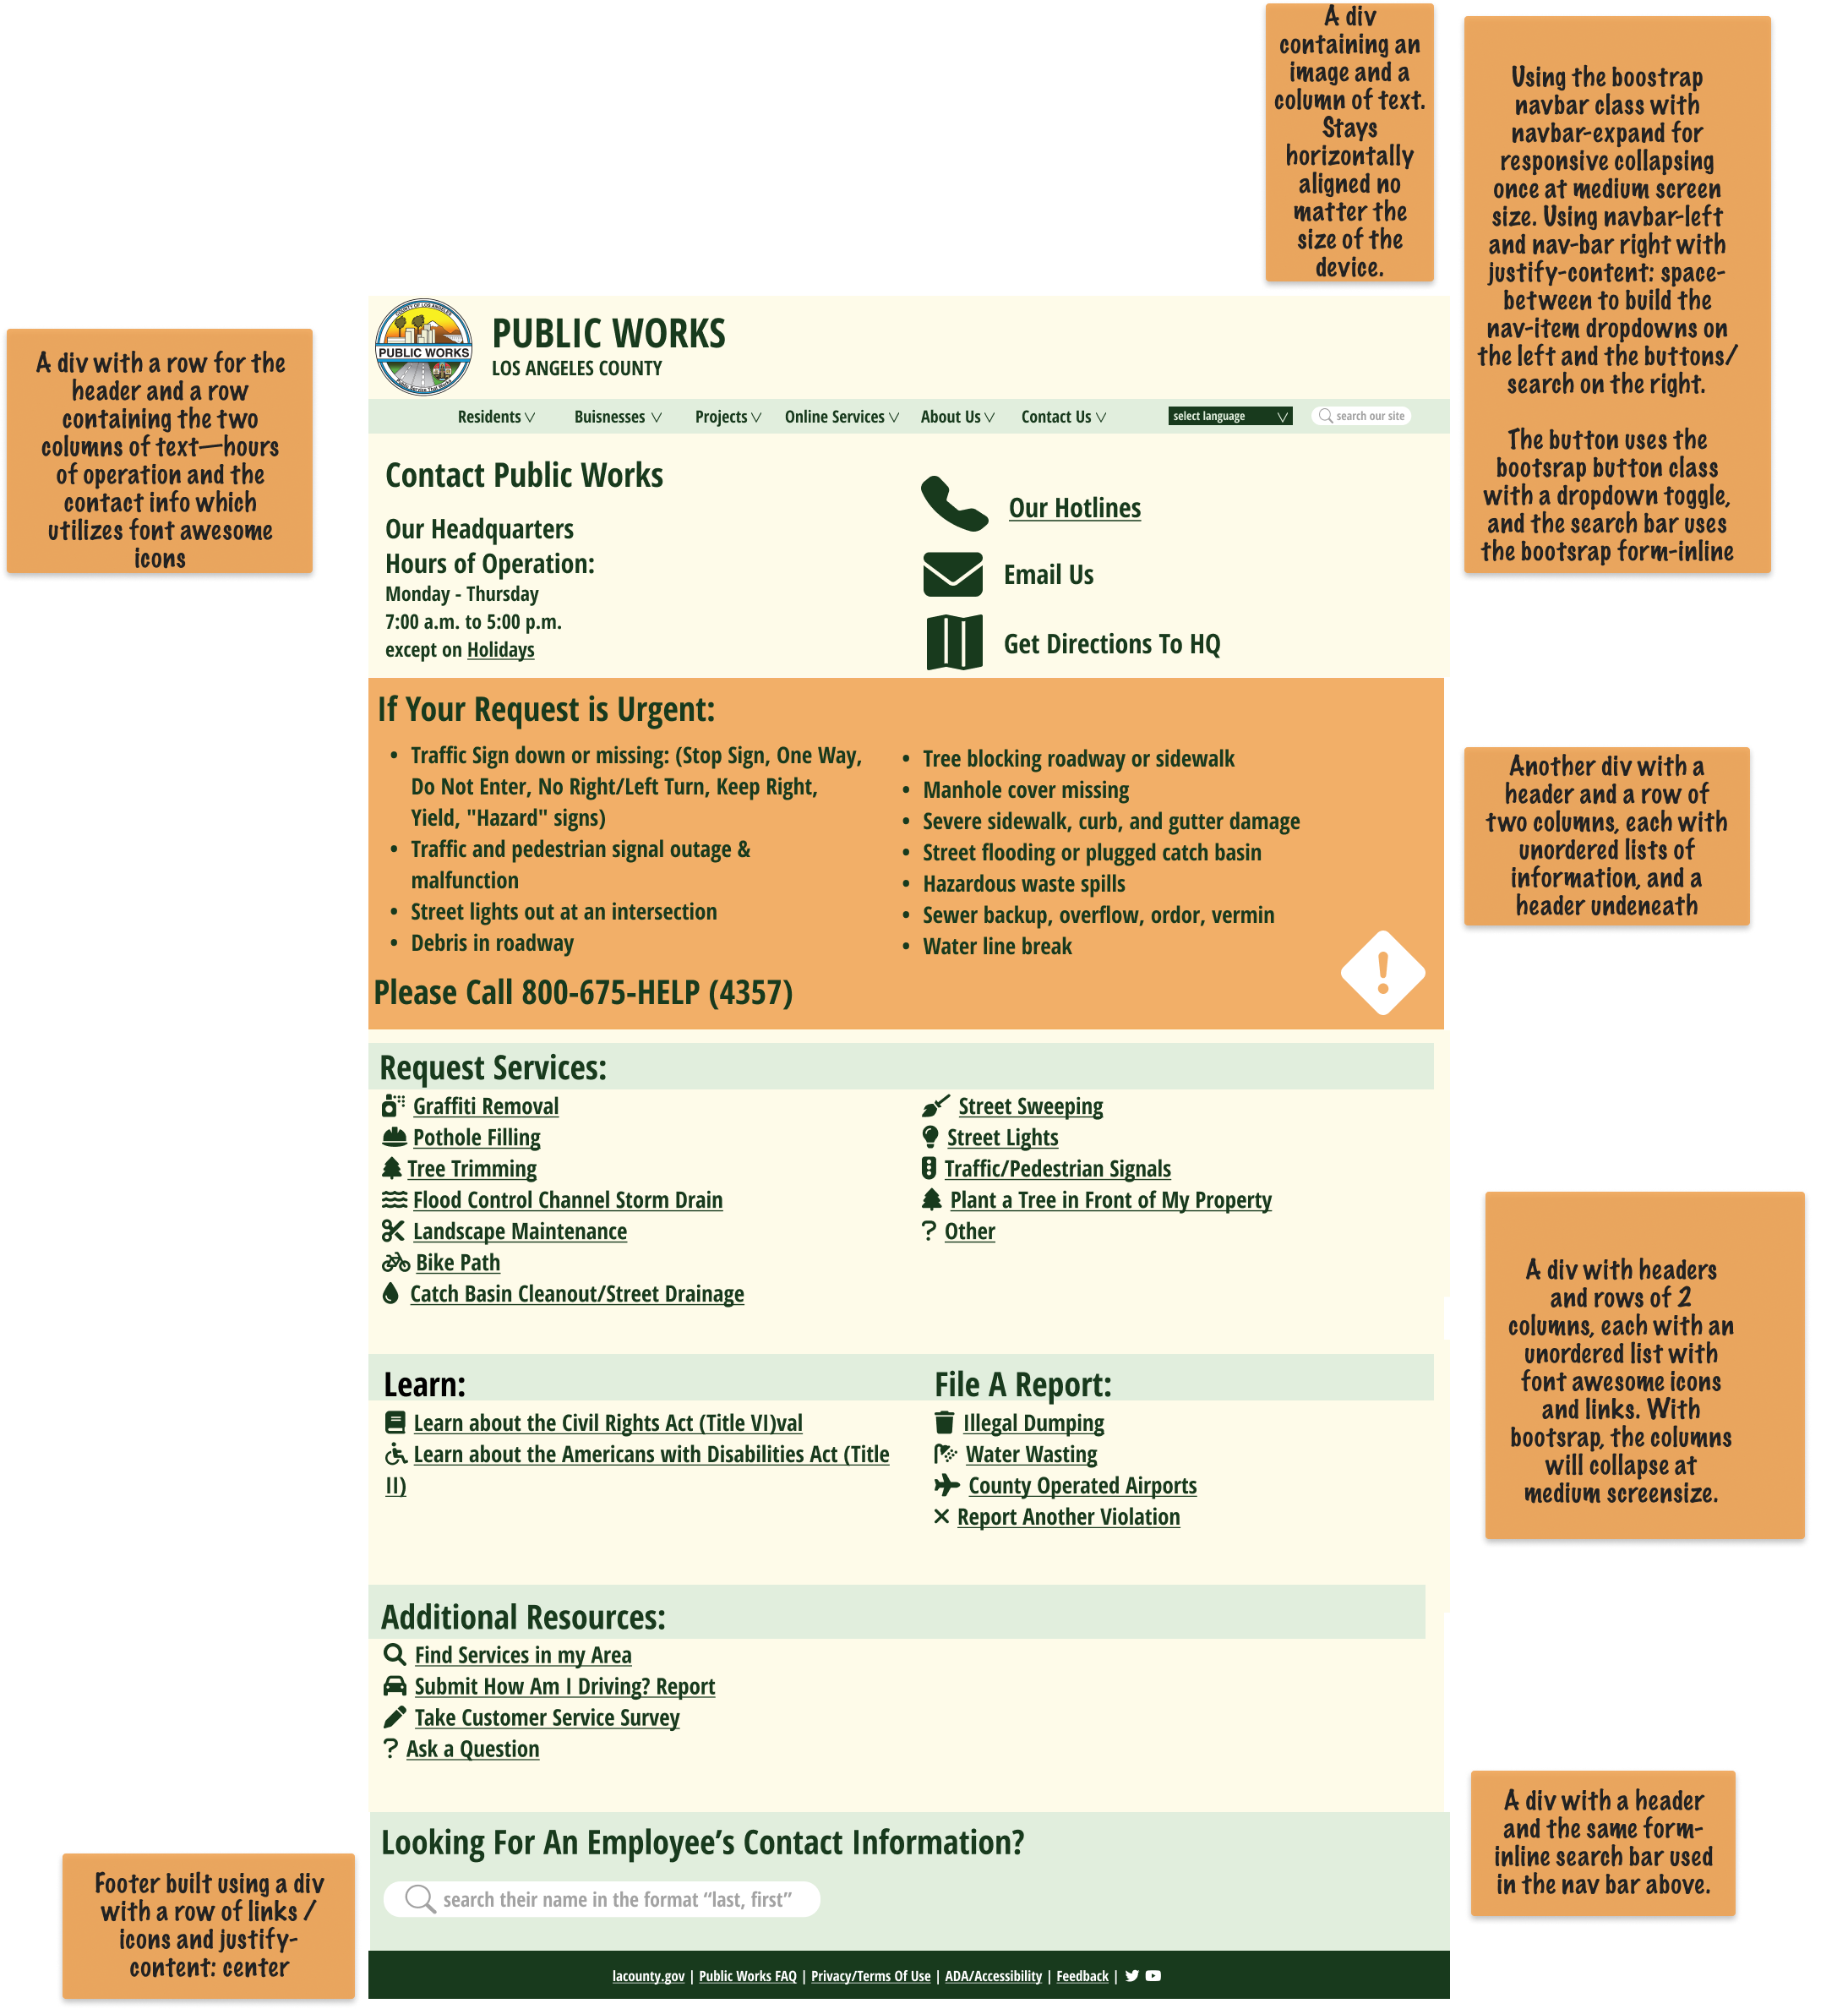 A div
containing an
image and a
column of text.
Stays
horizontally
aligned no
matter the
size of the
device.
Using the boostrap
navbar class with
navbar-expand for
responsive collapsing
once at medium screen
size. Using navbar-left
and nav-bar right with
justify-content: space-
between to build the
nav-item dropdowns on
the left and the buttons/
search on the right.
The button uses the
bootsrap button class
with a dropdown toggle,
and the search bar uses
the bootsrap form-inline
A div with a row for the
header and a row
containing the two
columns of text—hours
of operation and the
contact info which
utilizes font awesome
icons
COUNTY OF LOS ANGELES
PUBLIC WORKS
Public Service That Works
PUBLIC WORKS
LOS ANGELES COUNTY
Residents Buisnesses Projects Online Services About Us Contact Us select language search our site
Contact Public Works
Our Headquarters
Hours of Operation:
Monday - Thursday
7:00 a.m. to 5:00 p.m.
except on Holidays
Our Hotlines
Email Us
Get Directions To HQ
If Your Request is Urgent:
• Traffic Sign down or missing: (Stop Sign, One Way,
Do Not Enter, No Right/Left Turn, Keep Right,
Yield, "Hazard" signs)
• Traffic and pedestrian signal outage &
malfunction
• Street lights out at an intersection
• Debris in roadway
• Tree blocking roadway or sidewalk
• Manhole cover missing
• Severe sidewalk, curb, and gutter damage
• Street flooding or plugged catch basin
• Hazardous waste spills
• Sewer backup, overflow, ordor, vermin
• Water line break
Please Call 800-675-HELP (4357)
Another div with a
header and a row of
two columns, each with
unordered lists of
information, and a
header undeneath
Request Services:
Graffiti Removal
Pothole Filling
Tree Trimming
Flood Control Channel Storm Drain
Landscape Maintenance
Bike Path
Catch Basin Cleanout/Street Drainage
Street Sweeping
Street Lights
Traffic/Pedestrian Signals
Plant a Tree in Front of My Property
? Other
A div with headers
and rows of 2
columns, each with an
unordered list with
font awesome icons
and links. With
bootsrap, the columns
will collapse at
medium screensize.
Learn:
Learn about the Civil Rights Act (Title VI)val
Learn about the Americans with Disabilities Act (Title
II)
File A Report:
Illegal Dumping
Water Wasting
County Operated Airports
Report Another Violation
Additional Resources:
Find Services in my Area
Submit How Am I Driving? Report
Take Customer Service Survey
? Ask a Question
Looking For An Employee’s Contact Information?
search their name in the format “last, first”
A div with a header
and the same form-
inline search bar used
in the nav bar above.
Footer built using a div
with a row of links /
icons and justify-
content: center
lacounty.gov | Public Works FAQ | Privacy/Terms Of Use | ADA/Accessibility | Feedback |